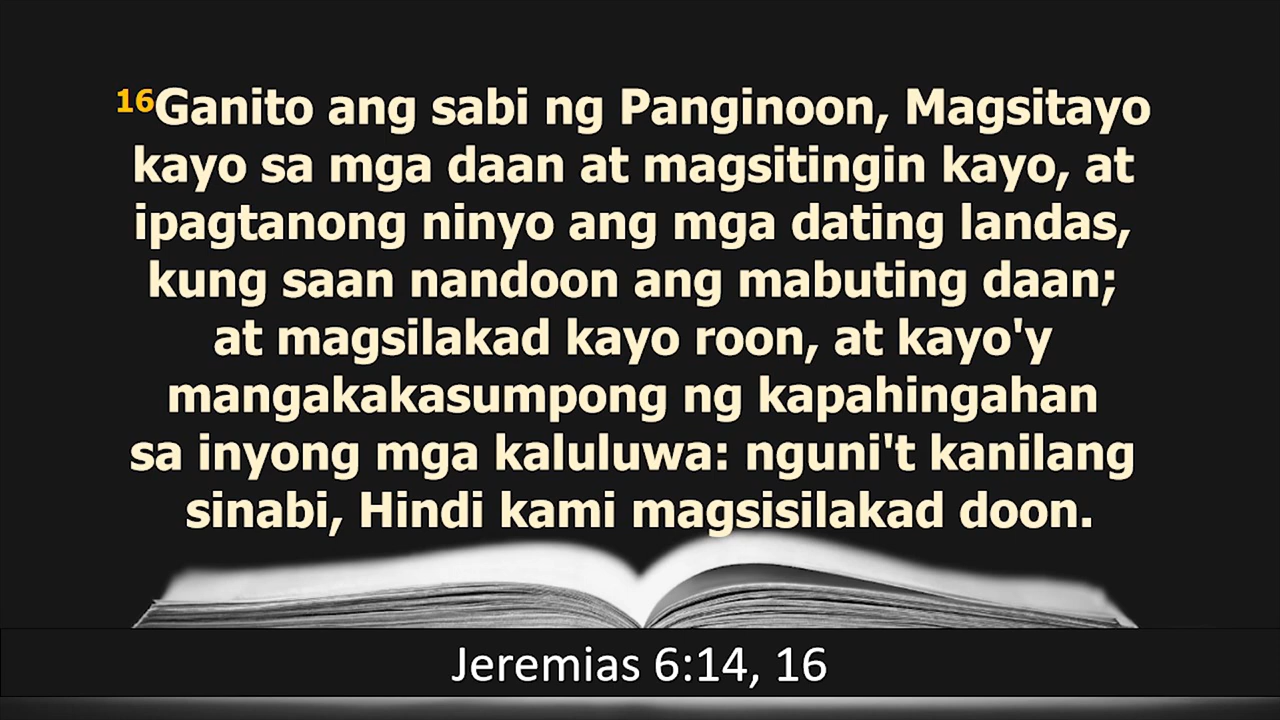 16Ganito ang sabi ng Panginoon, Magsitayo
kayo sa mga daan at magsitingin kayo, at
ipagtanong ninyo ang mga dating landas,
kung saan nandoon ang mabuting daan;
at magsilakad kayo roon, at kayo'y
mangakakasumpong ng kapahingahan
sa inyong mga kaluluwa: nguni't kanilang
sinabi, Hindi kami magsisilakad doon.
Jeremias 6:14, 16